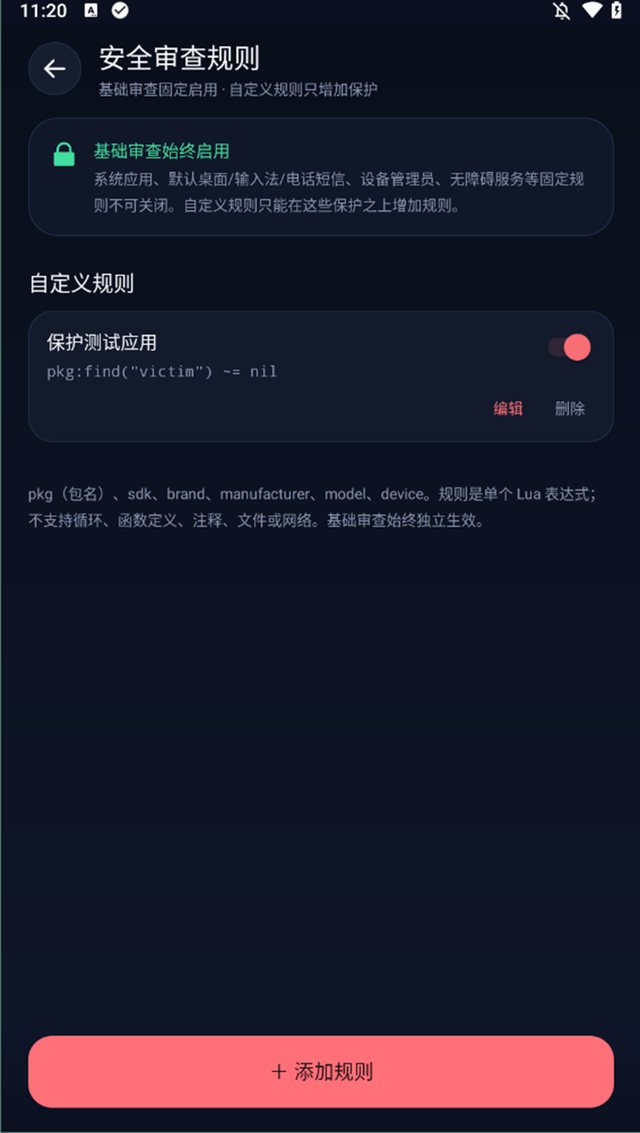 11:20
安全审查规则
基础审查固定启用 · 自定义规则只增加保护
基础审查始终启用
系统应用、默认桌面/输入法/电话短信、设备管理员、无障碍服务等固定规
则不可关闭。自定义规则只能在这些保护之上增加规则。
自定义规则
保护测试应用
pkg:find("victim") ~= nil
编辑 删除
pkg（包名）、sdk、brand、manufacturer、model、device。规则是单个 Lua 表达式；
不支持循环、函数定义、注释、文件或网络。基础审查始终独立生效。
＋ 添加规则